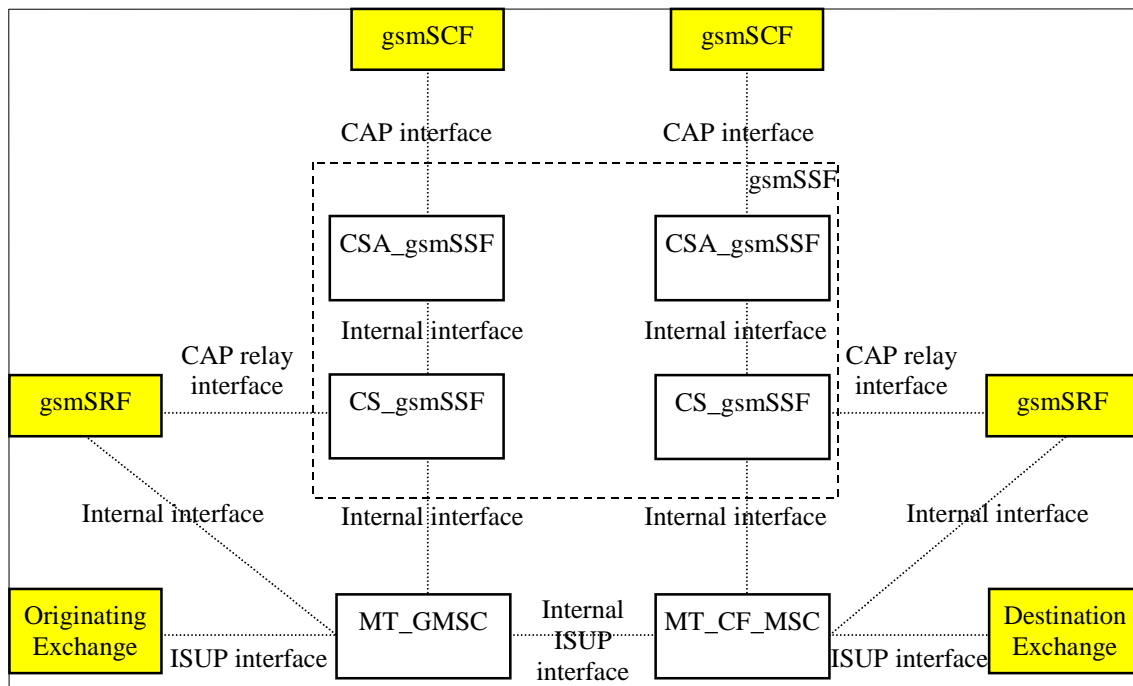 gsmSCF
gsmSCF
CAP interface
CAP interface
gsmSSF
CSA_gsmSSF
CSA_gsmSSF
Internal interface
Internal interface
CAP relay
interface
CAP relay
interface
gsmSRF
CS_gsmSSF
CS_gsmSSF
gsmSRF
Internal interface
Internal interface
Internal interface
Internal interface
Originating
Exchange
MT_GMSC
Internal
ISUP
interface
MT_CF_MSC
Destination
Exchange
ISUP interface
ISUP interface